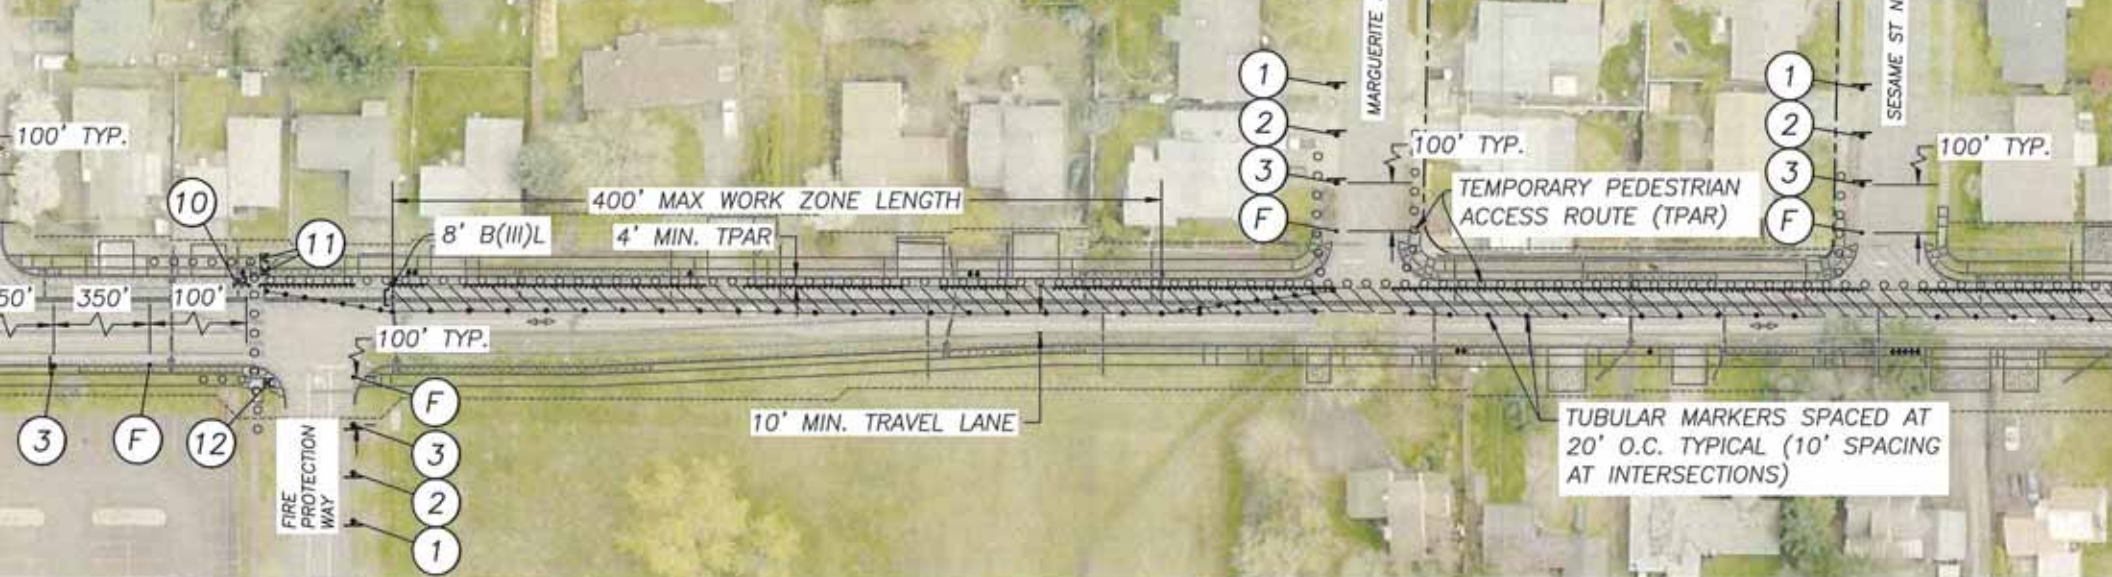 MARGUERITE
SESAME ST N
1
1
2
2
100' TYP.
100' TYP.
100' TYP.
3
3
TEMPORARY PEDESTRIAN
ACCESS ROUTE (TPAR)
10
400' MAX WORK ZONE LENGTH
F
F
11
8' B(III)L
4' MIN. TPAR
50'
350'
100'
100' TYP.
F
10' MIN. TRAVEL LANE
TUBULAR MARKERS SPACED AT
20' O.C. TYPICAL (10' SPACING
AT INTERSECTIONS)
3
F
12
3
FIRE
PROTECTION
WAY
2
1